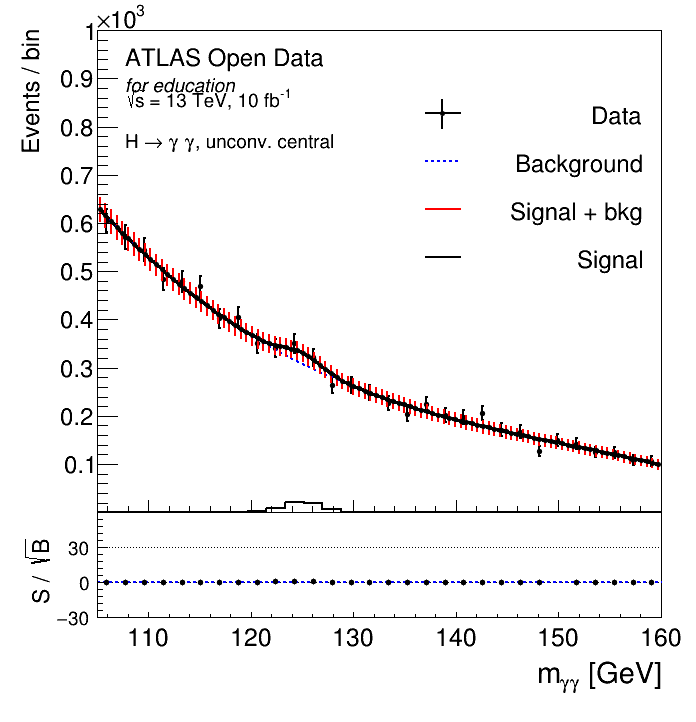 1×10³
Events / bin
0.9
0.8
0.7
0.6
0.5
0.4
0.3
0.2
0.1
ATLAS Open Data
for education
√s = 13 TeV, 10 fb⁻¹
H → γ γ, unconv. central
Data
Background
Signal + bkg
Signal
S / √B
30
0
−30
110 120 130 140 150 160
mγγ [GeV]